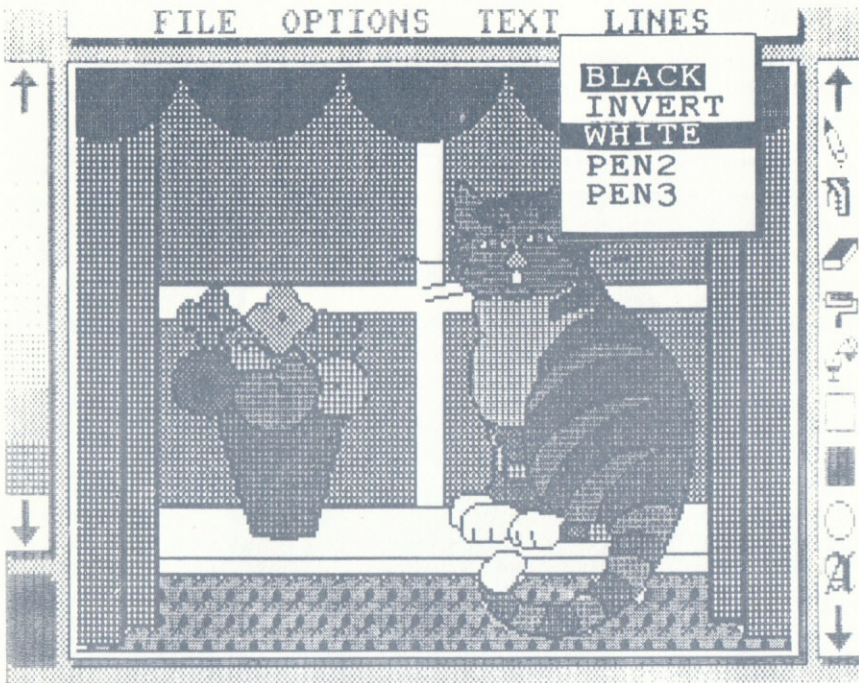 FILE OPTIONS TEXT LINES
BLACK
INVERT
WHITE
PEN2
PEN3